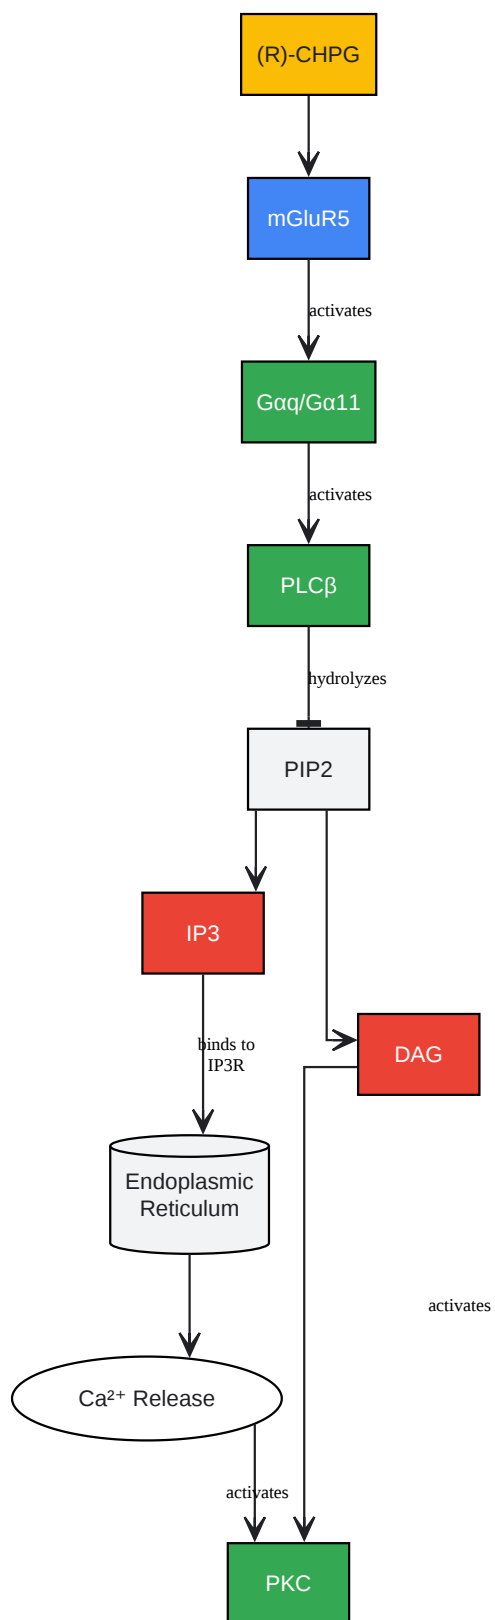 (R)-CHPG
mGluR5
activates
Gαq/Gα11
activates
PLCβ
hydrolyzes
PIP2
IP3
binds to
IP3R
DAG
Endoplasmic
Reticulum
activates
Ca²⁺ Release
activates
PKC